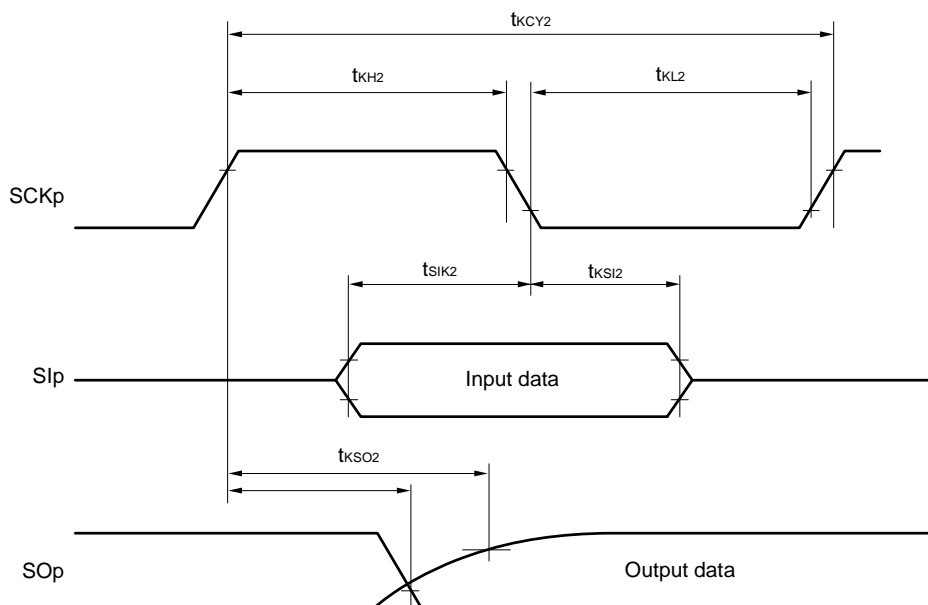 tKCY2
tKH2
tKL2
SCKp
tSIK2
tKSI2
SIp
Input data
tKSO2
SOp
Output data